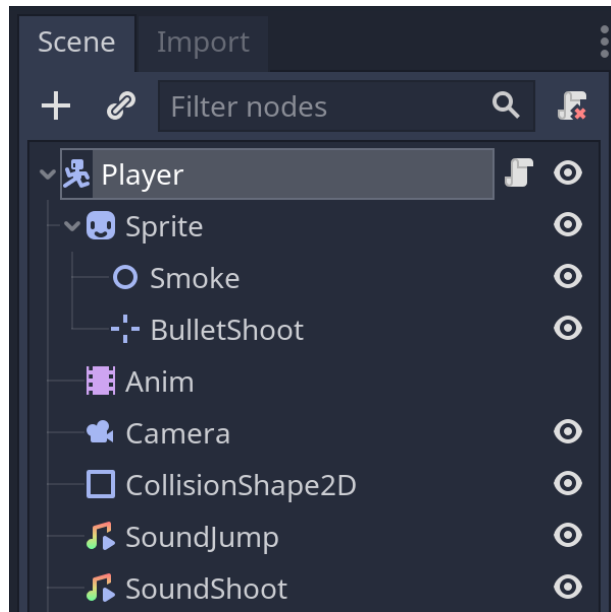 Scene Import
Filter nodes
Player
Sprite
Smoke
BulletShoot
Anim
Camera
CollisionShape2D
SoundJump
SoundShoot